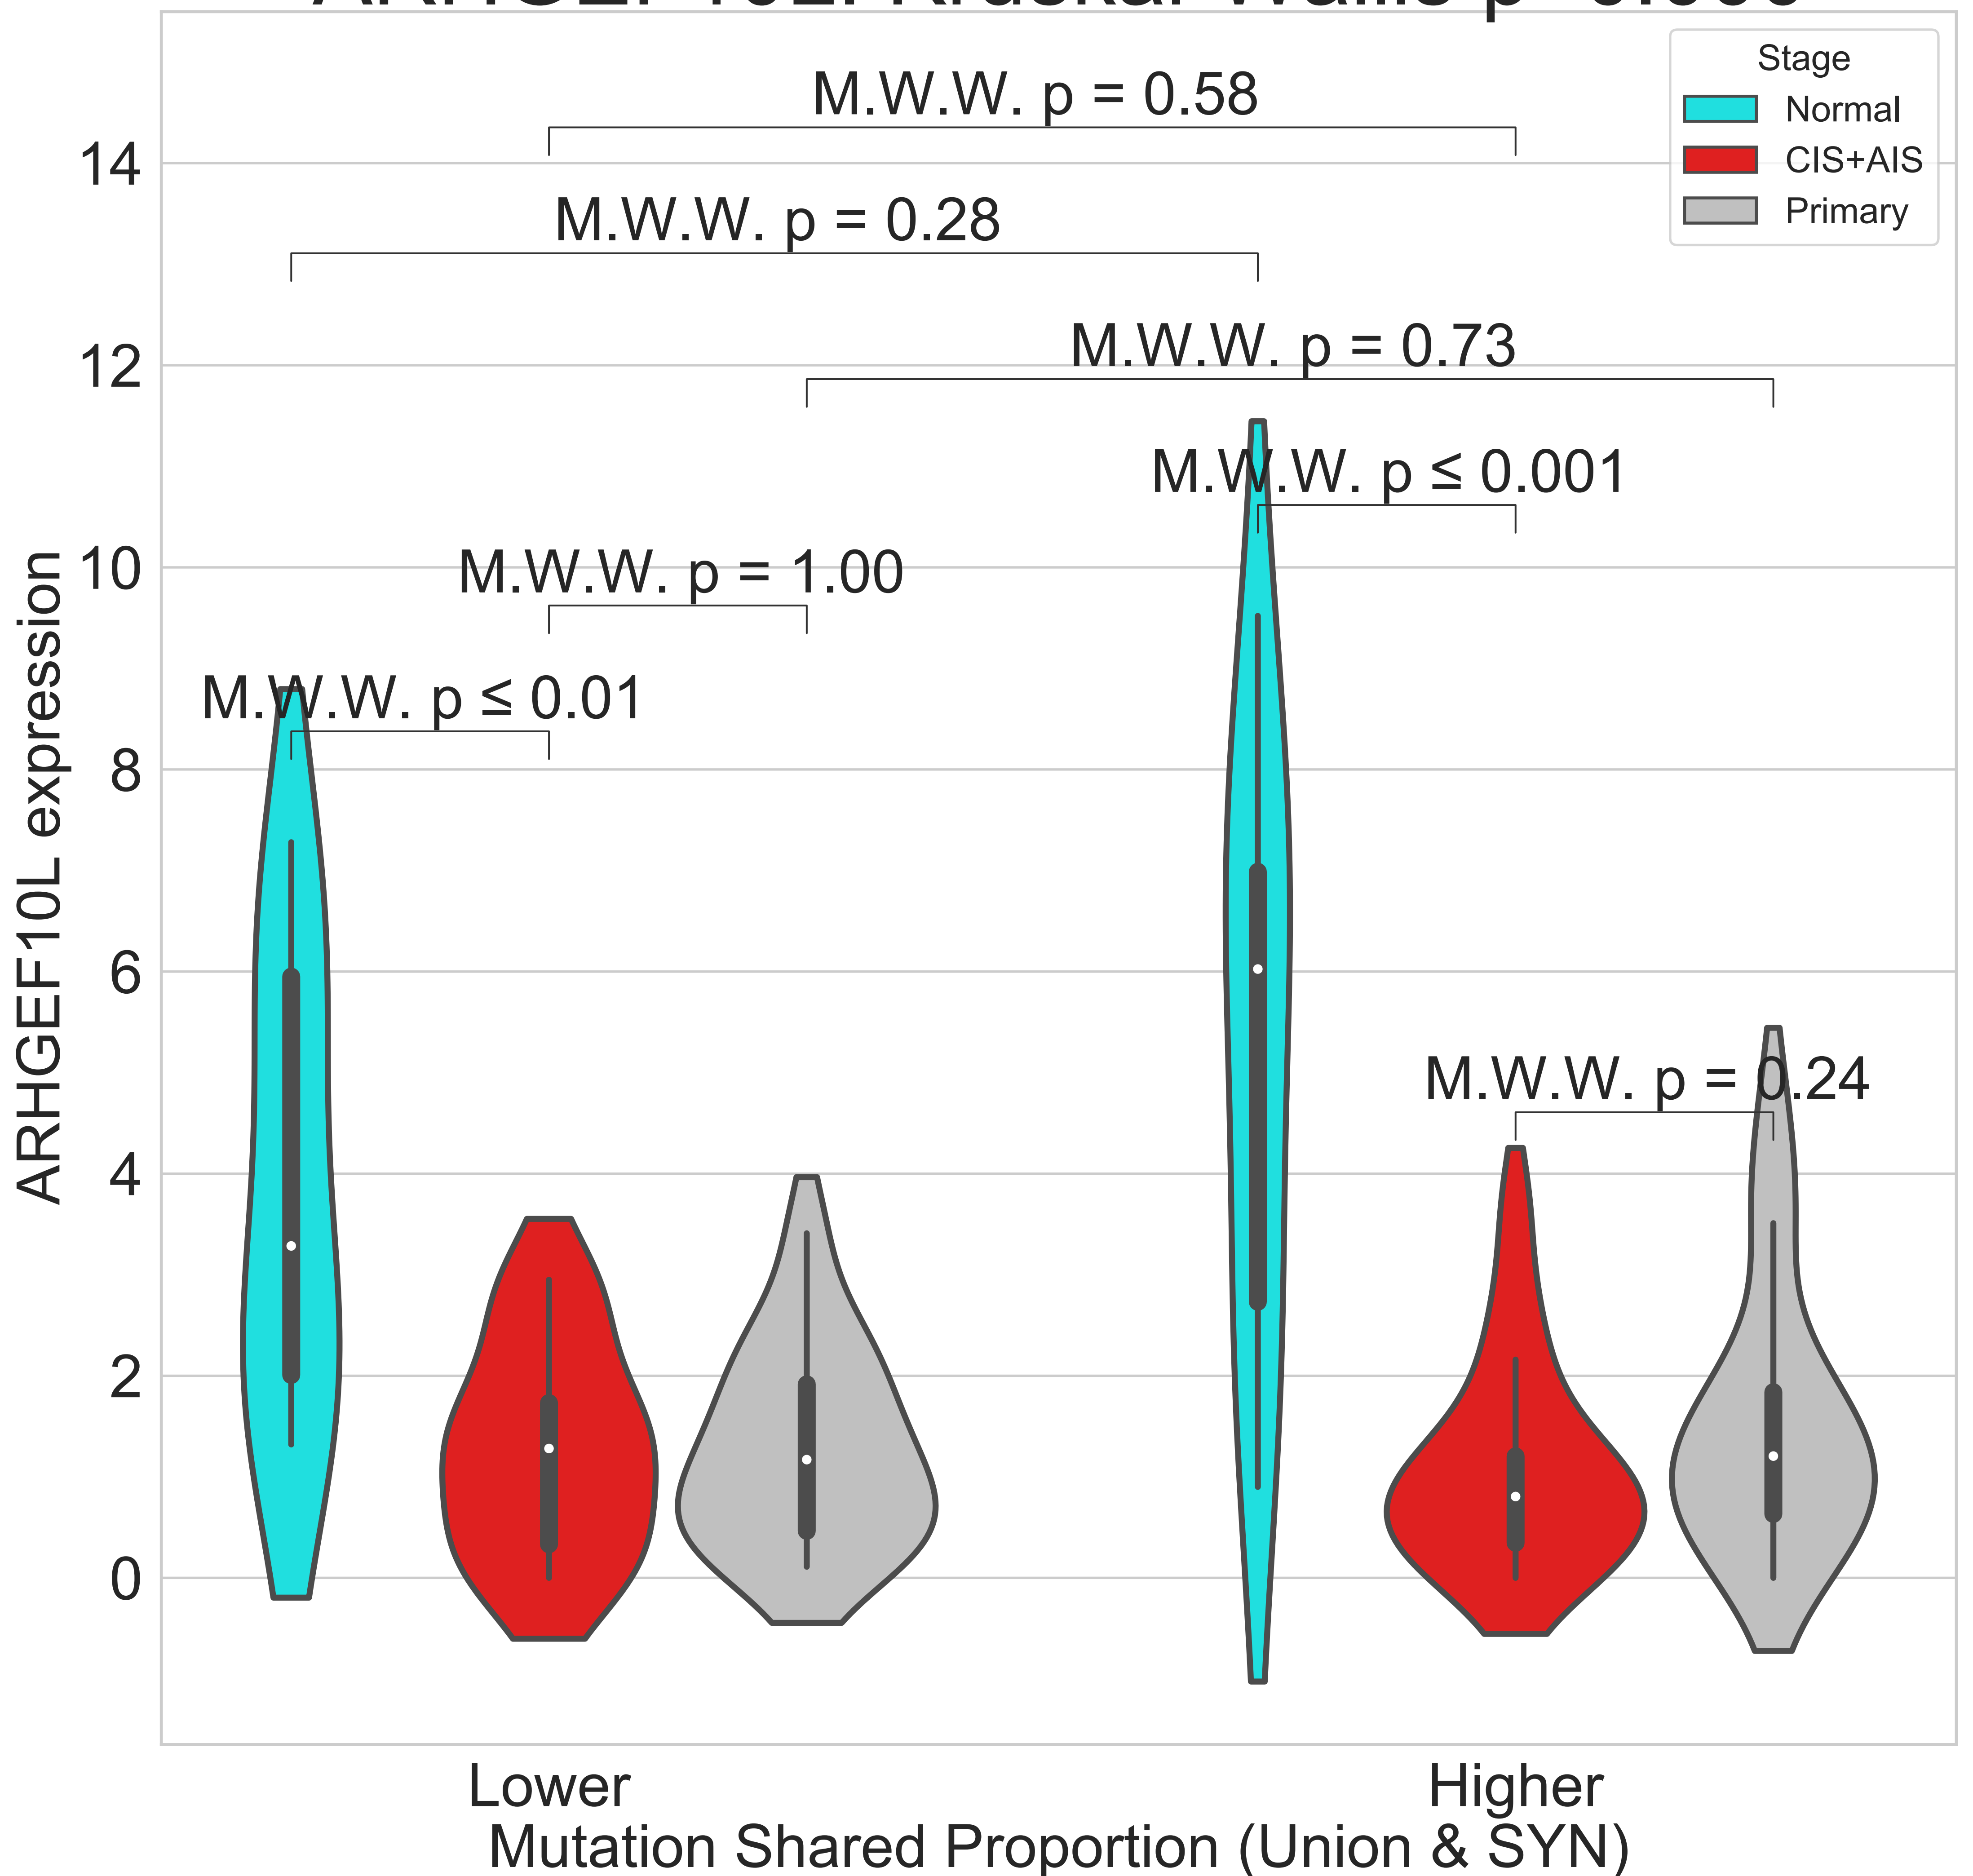 Stage
Normal
CIS+AIS
Primary
M.W.W. p = 0.58
M.W.W. p = 0.28
M.W.W. p = 0.73
M.W.W. p ≤ 0.001
M.W.W. p = 1.00
M.W.W. p ≤ 0.01
M.W.W. p = 0.24
14
12
10
8
6
4
2
0
ARHGEF10L expression
Lower
Higher
Mutation Shared Proportion (Union & SYN)